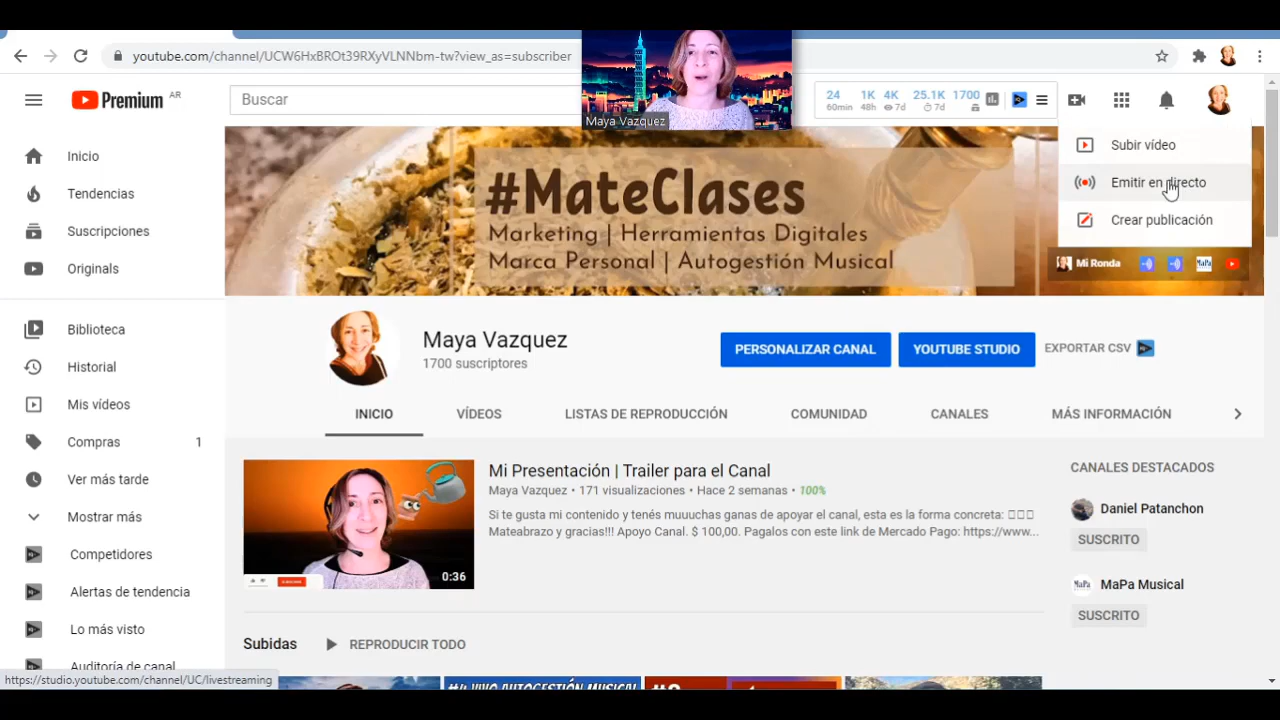 youtube.com/channel/UCW6HxBROt39RXyVLNNbm-tw?view_as=subscriber
Premium AR
Buscar
Maya Vazquez
24 1K 4K 25.1K 1700
60min 48h 7d 7d
Subir vídeo
Emitir en directo
Crear publicación
Inicio
Tendencias
Suscripciones
Originals
Biblioteca
Historial
Mis vídeos
Compras 1
Ver más tarde
Mostrar más
Competidores
Alertas de tendencia
Lo más visto
Auditoría de canal
#MateClases
Marketing | Herramientas Digitales
Marca Personal | Autogestión Musical
Mi Ronda
MaPa
Maya Vazquez
1700 suscriptores
PERSONALIZAR CANAL
YOUTUBE STUDIO
EXPORTAR CSV
INICIO VÍDEOS LISTAS DE REPRODUCCIÓN COMUNIDAD CANALES MÁS INFORMACIÓN
0:36
Mi Presentación | Trailer para el Canal
Maya Vazquez • 171 visualizaciones • Hace 2 semanas • 100%
Si te gusta mi contenido y tenés muuuchas ganas de apoyar el canal, esta es la forma concreta:
Mateabrazo y gracias!!! Apoyo Canal. $ 100,00. Pagalos con este link de Mercado Pago: https://www...
CANALES DESTACADOS
Daniel Patanchon
SUSCRITO
MaPa
MaPa Musical
SUSCRITO
Subidas REPRODUCIR TODO
#4 VIVO AUTOGESTIÓN MUSICAL
https://studio.youtube.com/channel/UC/livestreaming